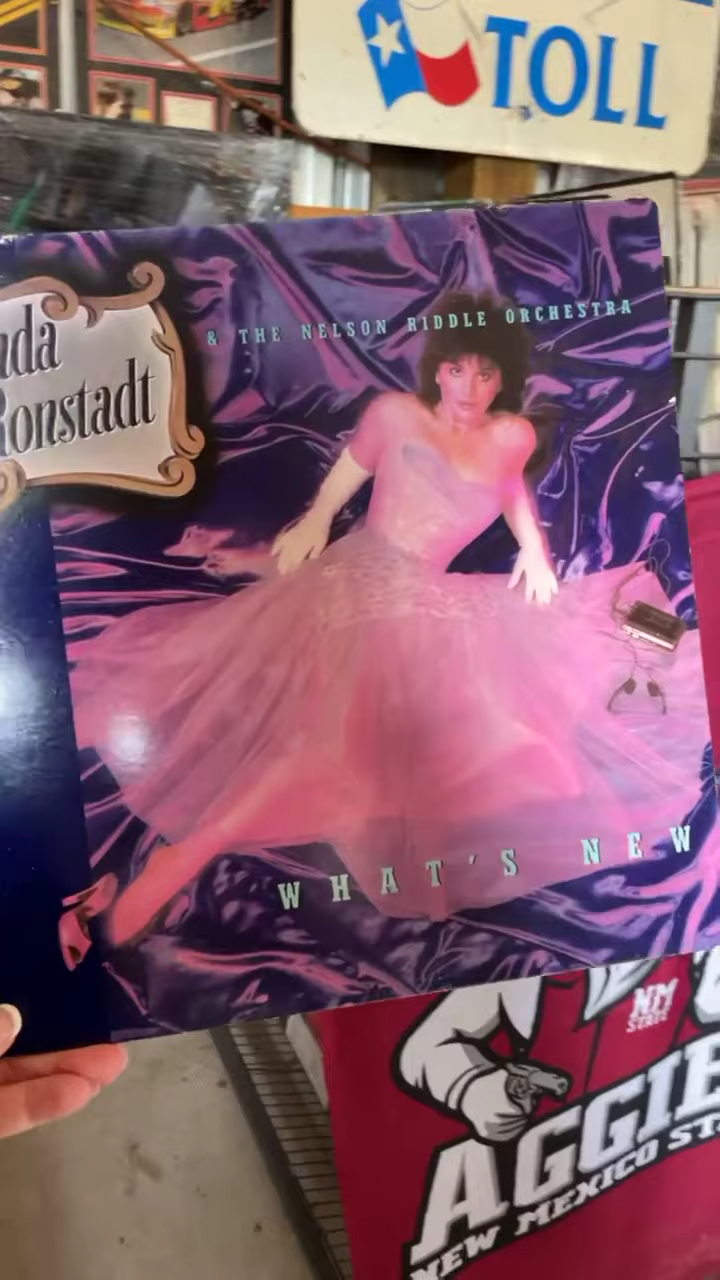 TOLL
& THE NELSON RIDDLE ORCHESTRA
nda
Ronstadt
WHAT'S NEW
NM
STATE
AGGIE
NEW MEXICO ST